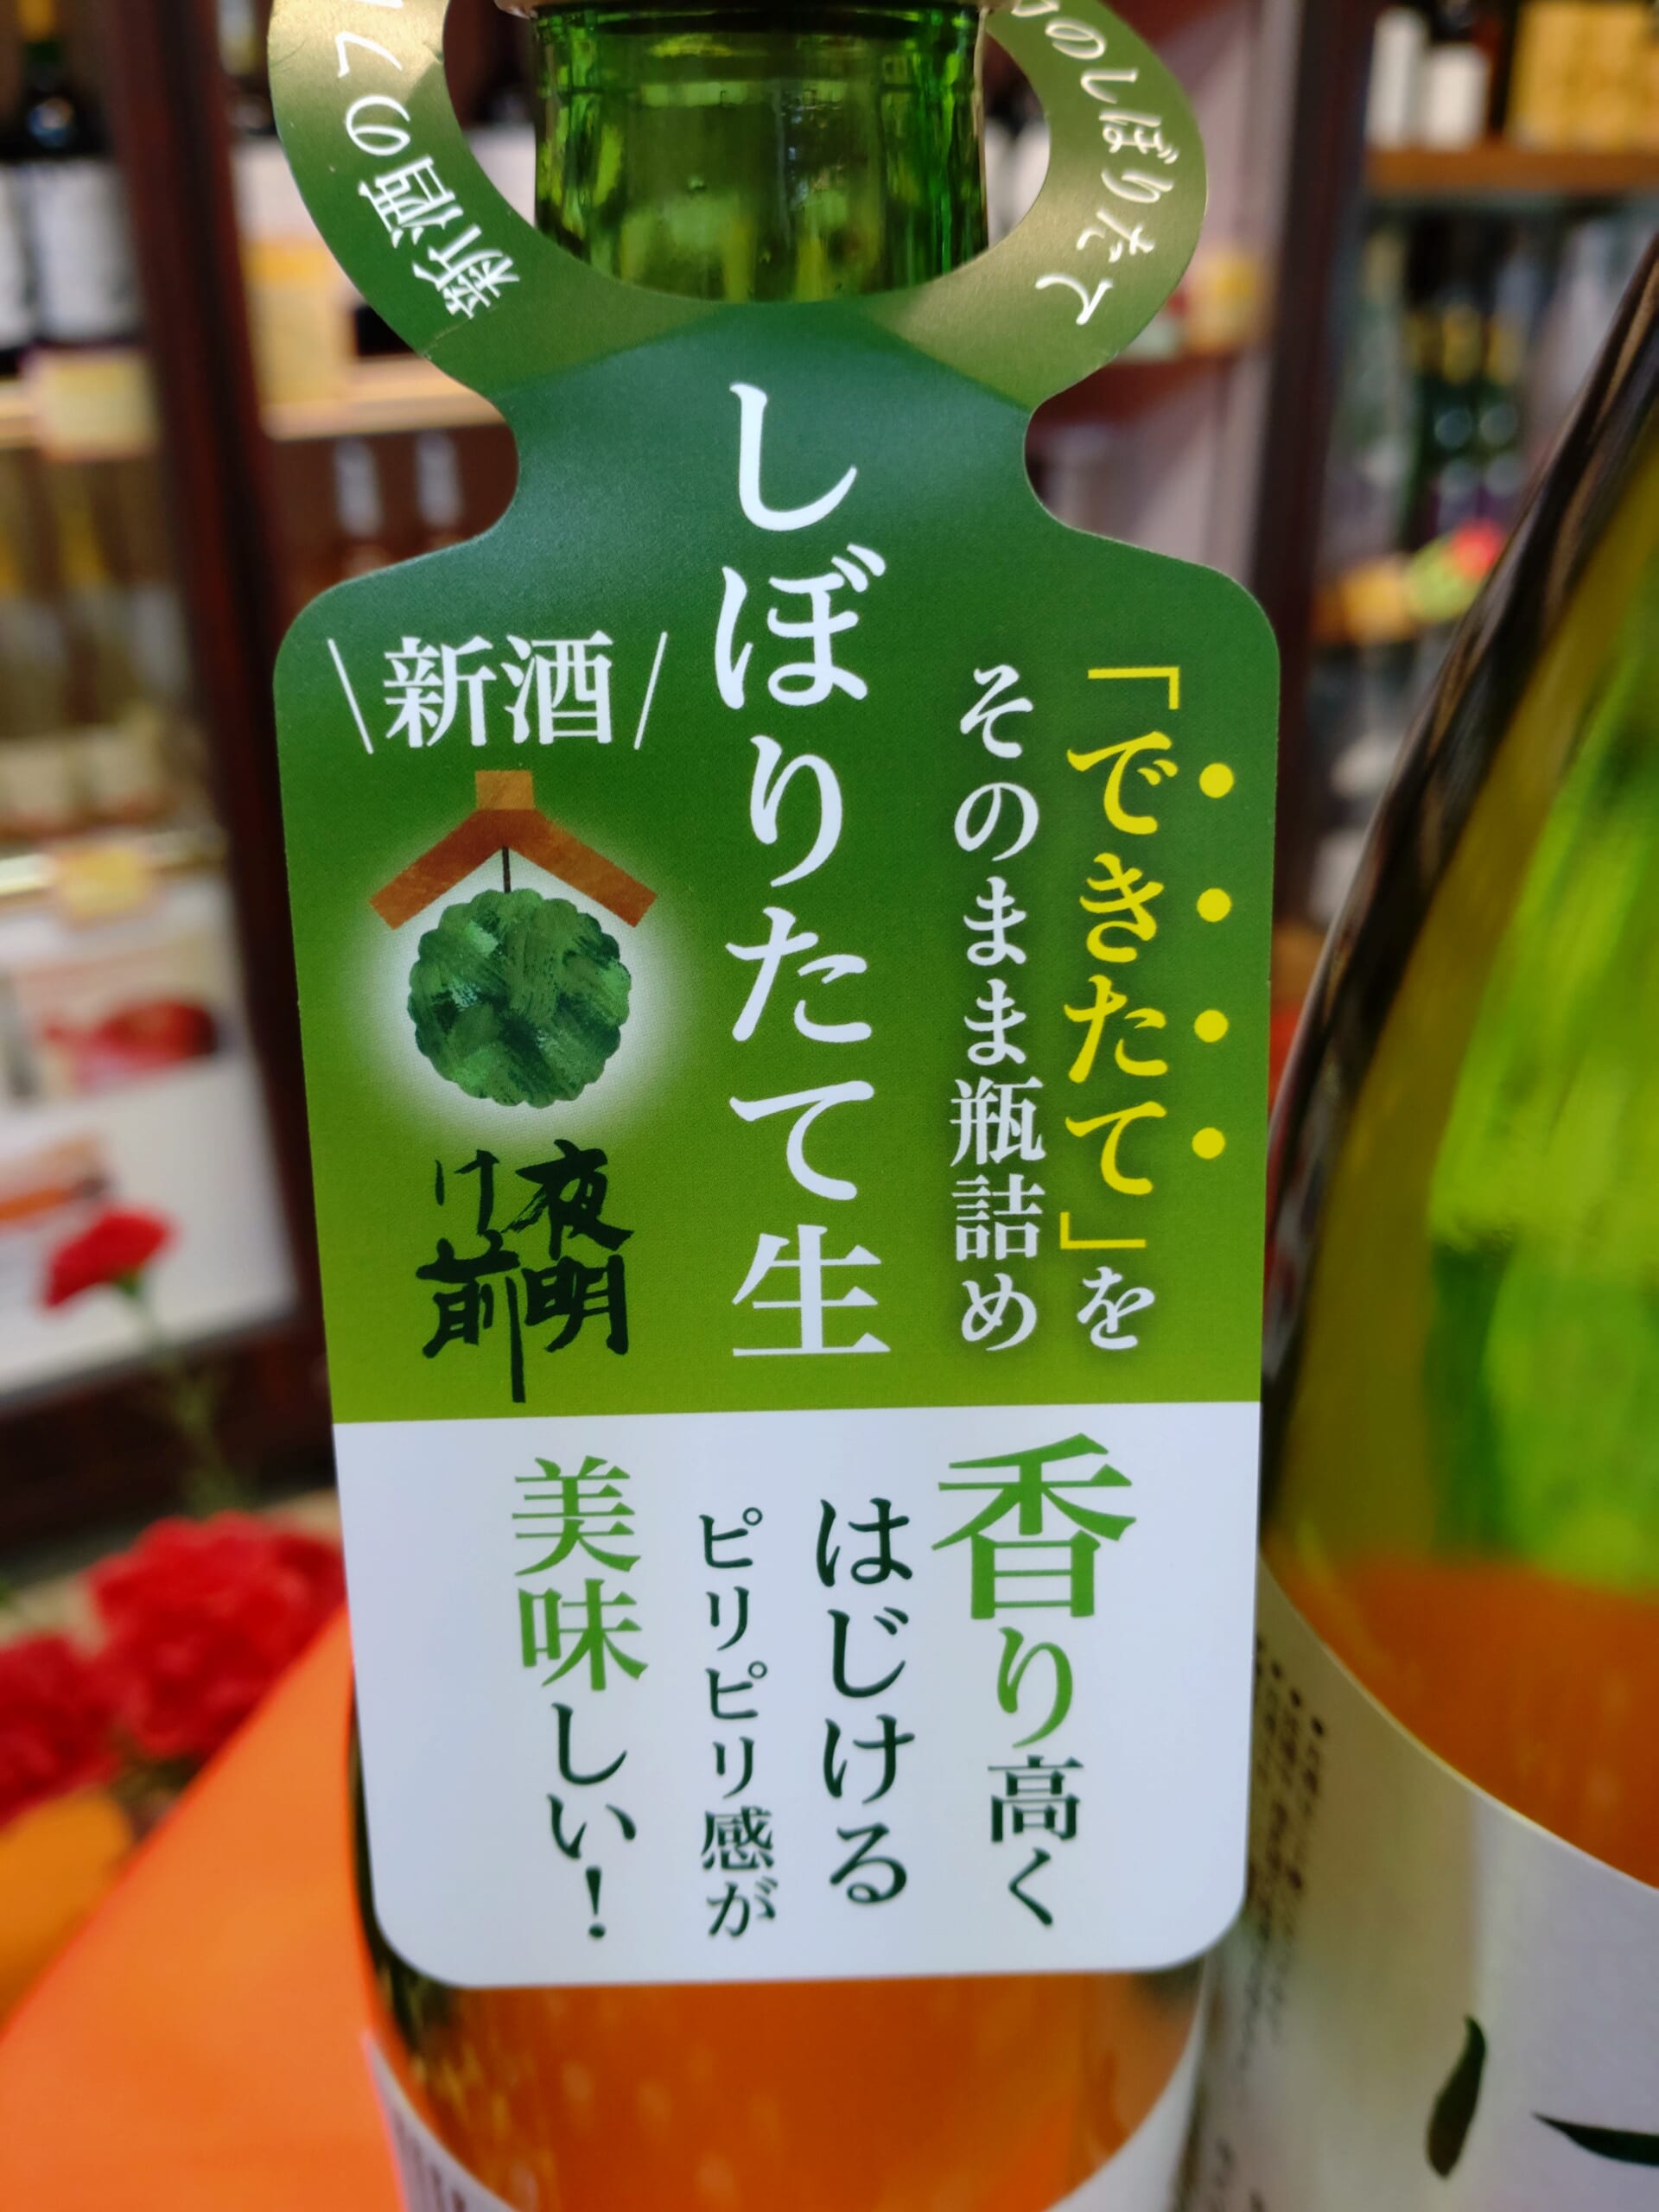 新酒の
のしぼりたて
「できたて」を
そのまま瓶詰め
しぼりたて生
新酒
夜明
け前
香り高く
はじける
ピリピリ感が
美味しい!